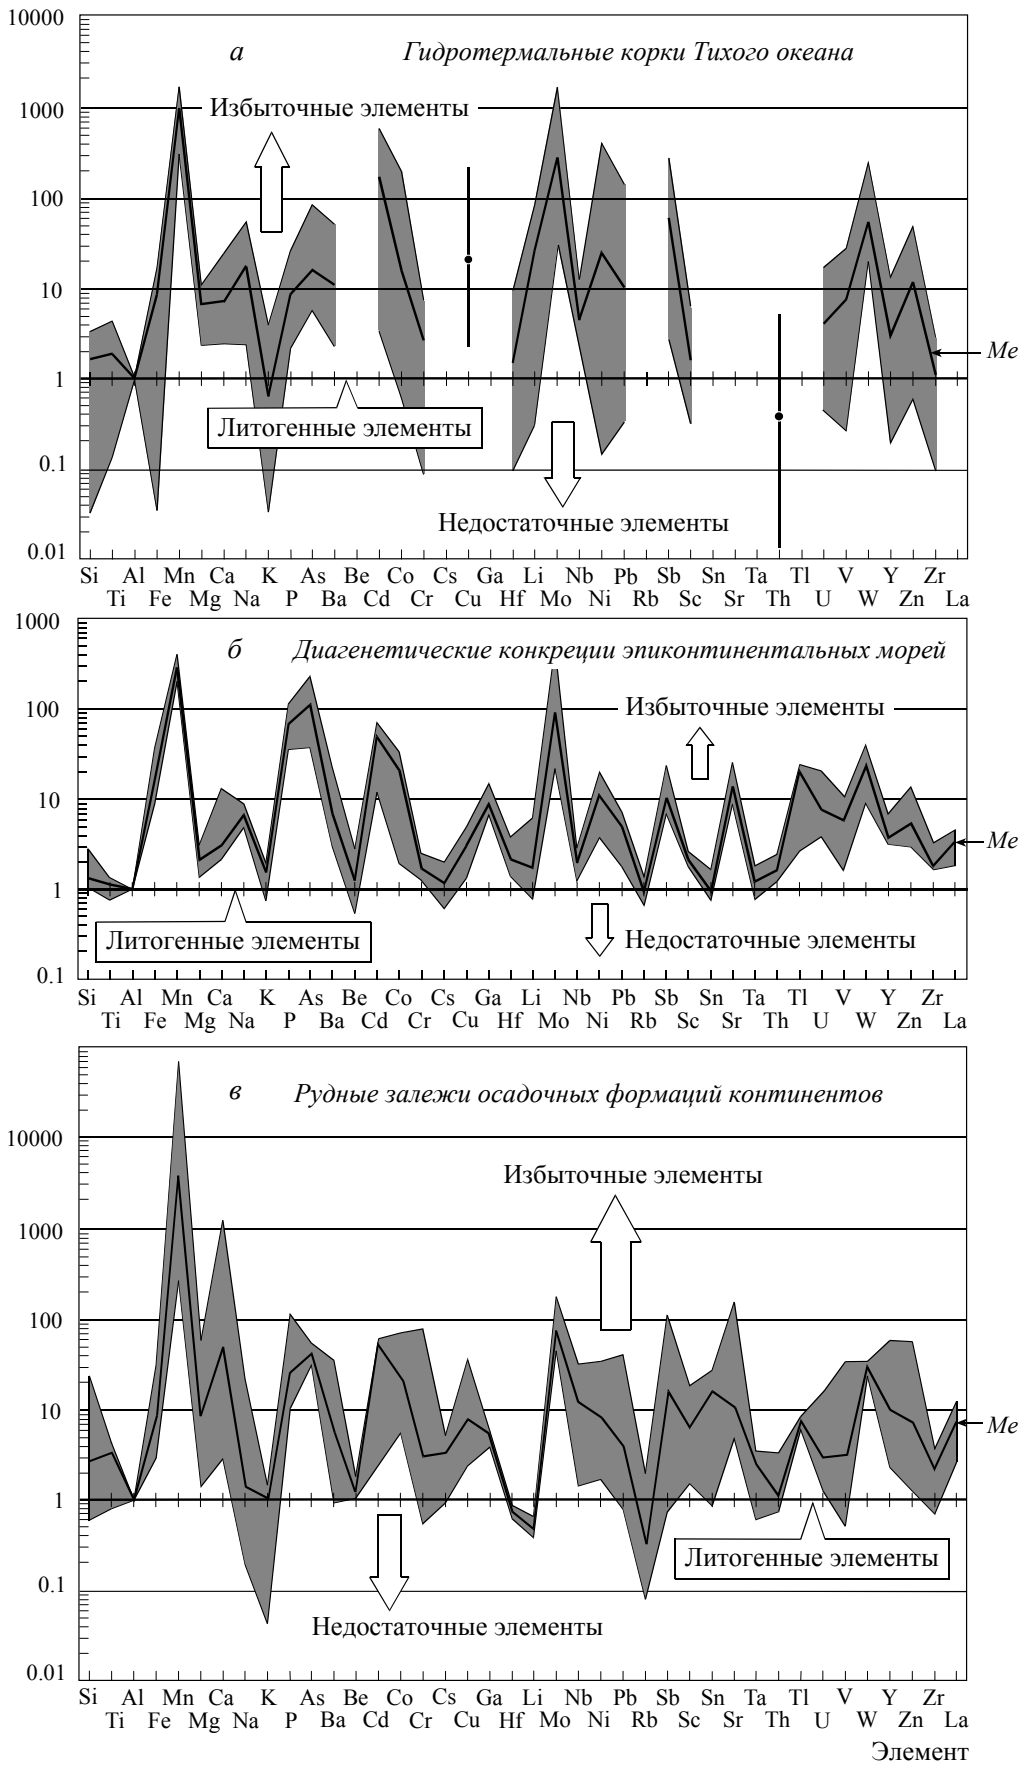 10000
а Гидротермальные корки Тихого океана
1000
Избыточные элементы
100
10
Me
1
Литогенные элементы
0.1
Недостаточные элементы
0.01
Si Al Mn Ca K As Be Co Cs Ga Li Nb Pb Sb Sn Ta Tl V Y Zr
Ti Fe Mg Na P Ba Cd Cr Cu Hf Mo Ni Rb Sc Sr Th U W Zn La
1000
б Диагенетические конкреции эпиконтинентальных морей
100
Избыточные элементы
10
Me
1
Литогенные элементы
Недостаточные элементы
0.1
Si Al Mn Ca K As Be Co Cs Ga Li Nb Pb Sb Sn Ta Tl V Y Zr
Ti Fe Mg Na P Ba Cd Cr Cu Hf Mo Ni Rb Sc Sr Th U W Zn La
в Рудные залежи осадочных формаций континентов
10000
Избыточные элементы
1000
100
10
Me
1
Литогенные элементы
0.1
Недостаточные элементы
0.01
Si Al Mn Ca K As Be Co Cs Ga Li Nb Pb Sb Sn Ta Tl V Y Zr
Ti Fe Mg Na P Ba Cd Cr Cu Hf Mo Ni Rb Sc Sr Th U W Zn La
Элемент